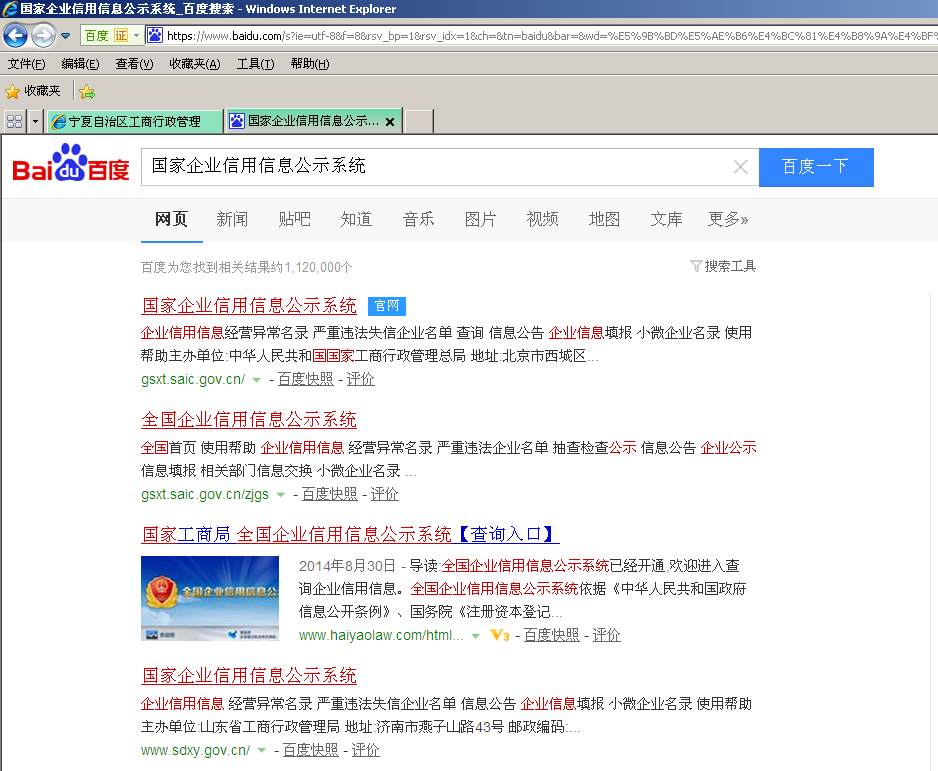 国家企业信用信息公示系统_百度搜索 - Windows Internet Explorer
百度 证 https://www.baidu.com/s?ie=utf-8&f=8&rsv_bp=1&rsv_idx=1&ch=&tn=baidu&bar=&wd=%E5%9B%BD%E5%AE%B6%E4%BC%81%E4%B8%9A%E4%BF%
文件(F) 编辑(E) 查看(V) 收藏夹(A) 工具(T) 帮助(H)
收藏夹
宁夏自治区工商行政管理 国家企业信用信息公示...
Bai du 百度 国家企业信用信息公示系统 百度一下
网页 新闻 贴吧 知道 音乐 图片 视频 地图 文库 更多»
百度为您找到相关结果约1,120,000个 搜索工具
国家企业信用信息公示系统 官网
企业信用信息经营异常名录 严重违法失信企业名单 查询 信息公告 企业信息填报 小微企业名录 使用
帮助主办单位:中华人民共和国国家工商行政管理总局 地址:北京市西城区...
gsxt.saic.gov.cn/ - 百度快照 - 评价
全国企业信用信息公示系统
全国首页 使用帮助 企业信用信息 经营异常名录 严重违法企业名单 抽查检查公示 信息公告 企业公示
信息填报 相关部门信息交换 小微企业名录 ...
gsxt.saic.gov.cn/zjgs - 百度快照 - 评价
国家工商局 全国企业信用信息公示系统【查询入口】
全国企业信用信息公
2014年8月30日 - 导读:全国企业信用信息公示系统已经开通,欢迎进入查
询企业信用信息。全国企业信用信息公示系统依据《中华人民共和国政府
信息公开条例》、国务院《注册资本登记...
www.haiyaolaw.com/html... V3 - 百度快照 - 评价
国家企业信用信息公示系统
企业信用信息 经营异常名录 严重违法失信企业名单 信息公告 企业信息填报 小微企业名录 使用帮助
主办单位:山东省工商行政管理局 地址:济南市燕子山路43号 邮政编码:...
www.sdxy.gov.cn/ - 百度快照 - 评价